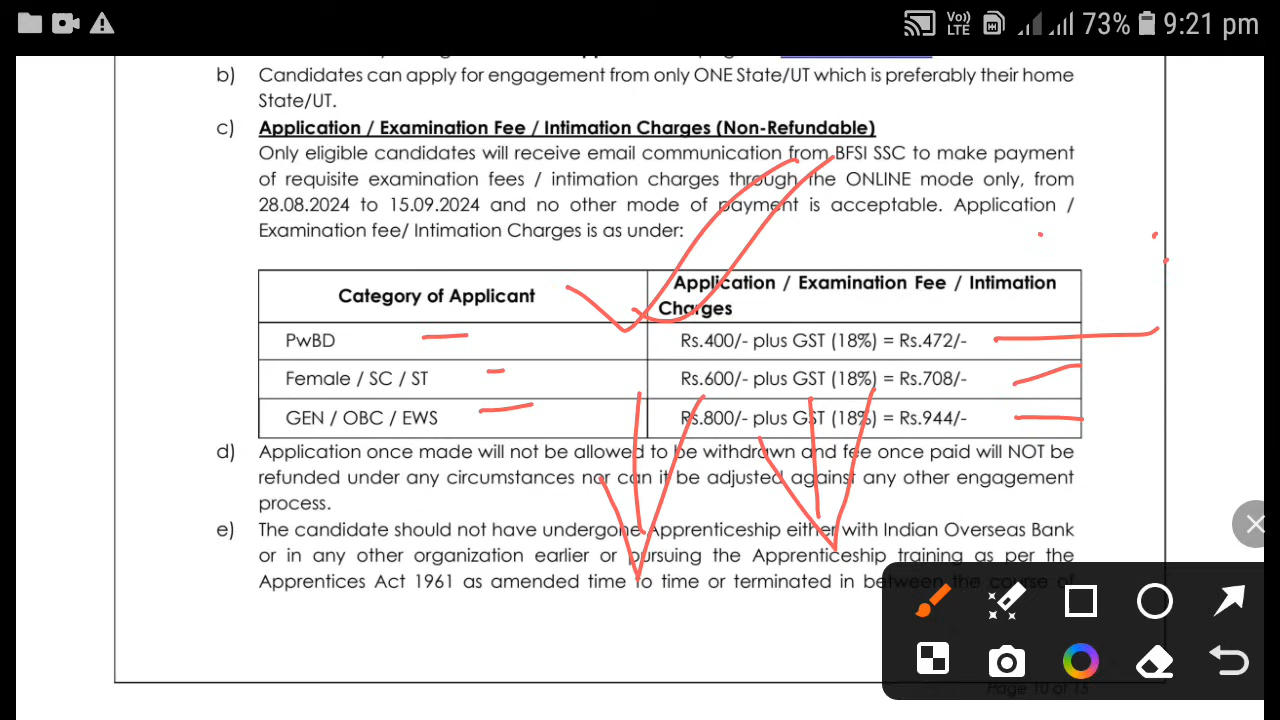 Vo))
LTE
73%
9:21 pm
b) Candidates can apply for engagement from only ONE State/UT which is preferably their home
State/UT.
c) Application / Examination Fee / Intimation Charges (Non-Refundable)
Only eligible candidates will receive email communication from BFSI SSC to make payment
of requisite examination fees / intimation charges through the ONLINE mode only, from
28.08.2024 to 15.09.2024 and no other mode of payment is acceptable. Application /
Examination fee/ Intimation Charges is as under:
Category of Applicant
Application / Examination Fee / Intimation
Charges
PwBD Rs.400/- plus GST (18%) = Rs.472/-
Female / SC / ST Rs.600/- plus GST (18%) = Rs.708/-
GEN / OBC / EWS Rs.800/- plus GST (18%) = Rs.944/-
d) Application once made will not be allowed to be withdrawn and fee once paid will NOT be
refunded under any circumstances nor can it be adjusted against any other engagement
process.
e) The candidate should not have undergone Apprenticeship either with Indian Overseas Bank
or in any other organization earlier or pursuing the Apprenticeship training as per the
Apprentices Act 1961 as amended time to time or terminated in between the course of
Page 10 of 15